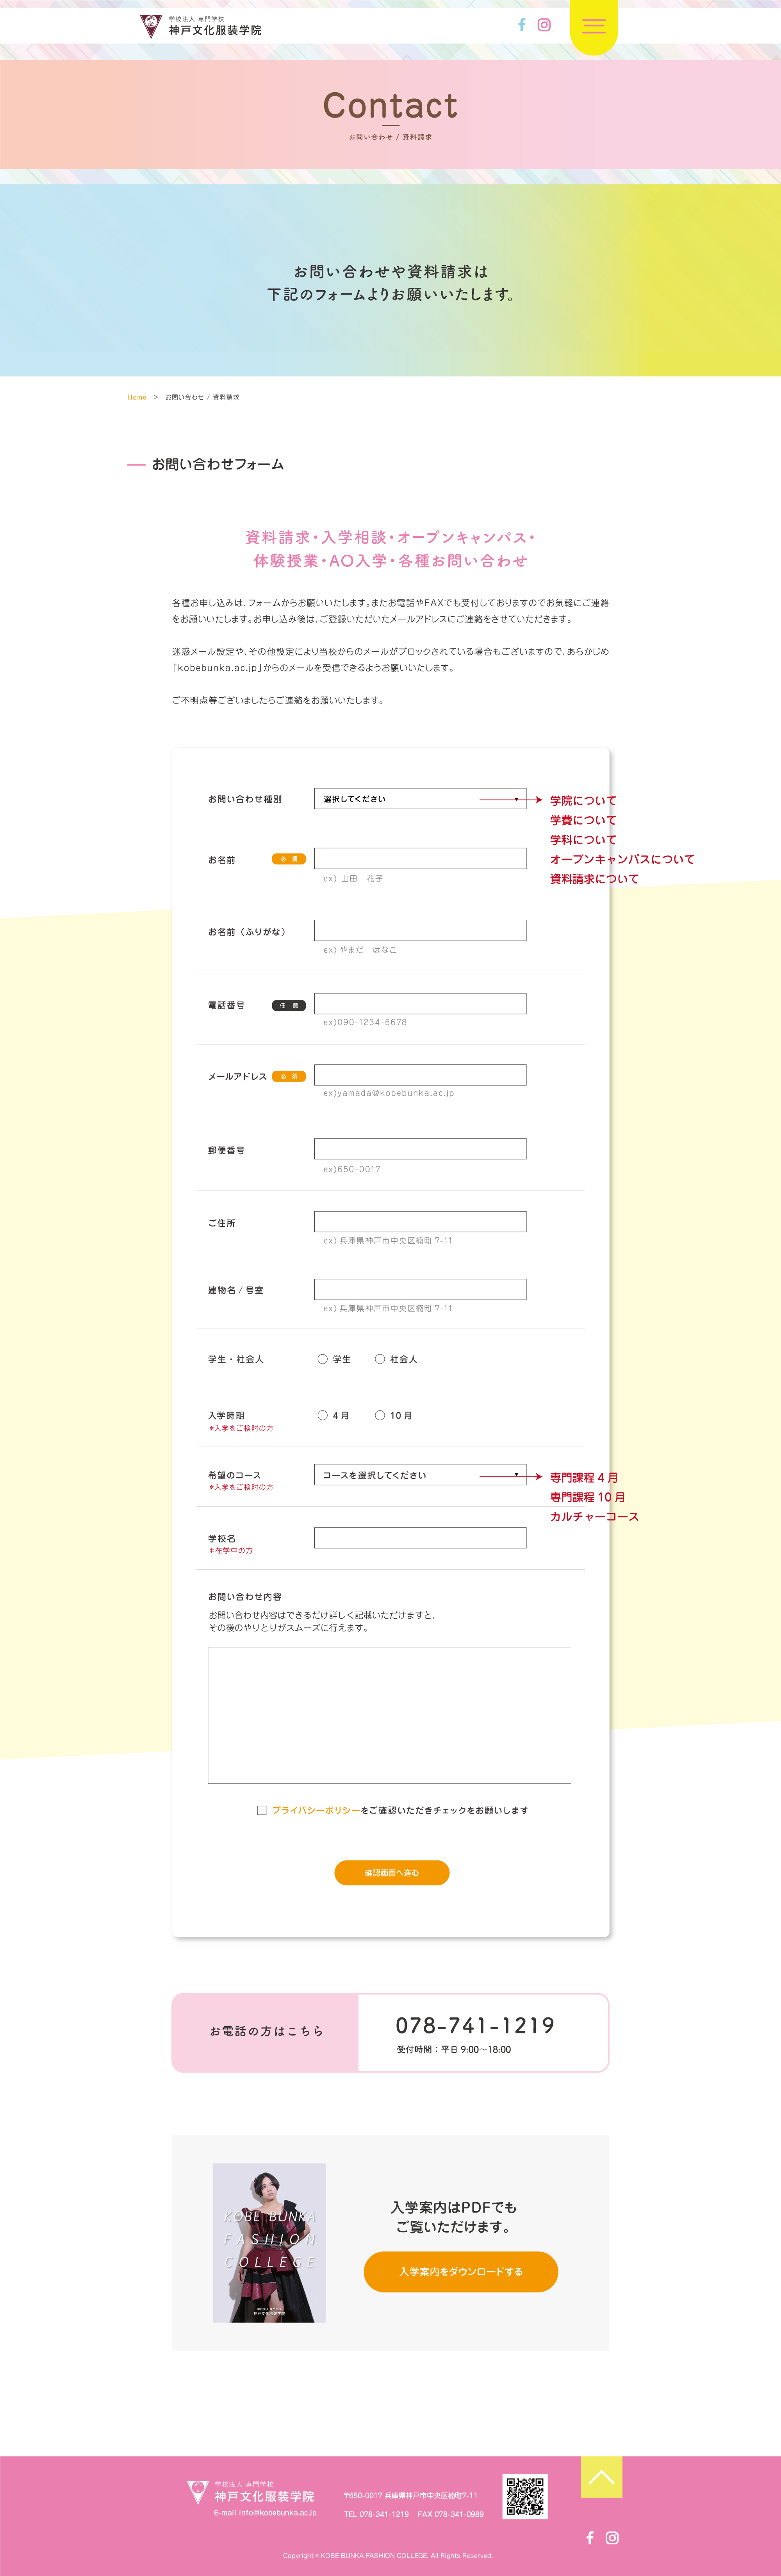 学校法人 専門学校
神戸文化服装学院
Contact
お問い合わせ / 資料請求
お問い合わせや資料請求は
下記のフォームよりお願いいたします。
Home > お問い合わせ / 資料請求
お問い合わせフォーム
資料請求・入学相談・オープンキャンパス・
体験授業・AO入学・各種お問い合わせ
各種お申し込みは、フォームからお願いいたします。またお電話やFAXでも受付しておりますのでお気軽にご連絡
をお願いいたします。お申し込み後は、ご登録いただいたメールアドレスにご連絡をさせていただきます。
迷惑メール設定や、その他設定により当校からのメールがブロックされている場合もございますので、あらかじめ
「kobebunka.ac.jp」からのメールを受信できるようお願いいたします。
ご不明点等ございましたらご連絡をお願いいたします。
お問い合わせ種別 選択してください
学院について
学費について
学科について
オープンキャンパスについて
資料請求について
お名前 必 須
ex) 山田 花子
お名前（ふりがな）
ex) やまだ はなこ
電話番号 任 意
ex)090-1234-5678
メールアドレス 必 須
ex)yamada@kobebunka.ac.jp
郵便番号
ex)650-0017
ご住所
ex) 兵庫県神戸市中央区楠町 7-11
建物名 / 号室
ex) 兵庫県神戸市中央区楠町 7-11
学生・社会人 学生 社会人
入学時期 4 月 10 月
＊入学をご検討の方
希望のコース コースを選択してください
＊入学をご検討の方
専門課程 4 月
専門課程 10 月
カルチャーコース
学校名
＊在学中の方
お問い合わせ内容
お問い合わせ内容はできるだけ詳しく記載いただけますと、
その後のやりとりがスムーズに行えます。
プライバシーポリシーをご確認いただきチェックをお願いします
確認画面へ進む
お電話の方はこちら
078-741-1219
受付時間：平日 9:00〜18:00
KOBE BUNKA
FASHION
COLLEGE
学校法人 専門学校
神戸文化服装学院
入学案内はPDFでも
ご覧いただけます。
入学案内をダウンロードする
学校法人 専門学校
神戸文化服装学院
E-mail info@kobebunka.ac.jp
〒650-0017 兵庫県神戸市中央区楠町7-11
TEL 078-341-1219 FAX 078-341-0989
Copyright © KOBE BUNKA FASHION COLLEGE. All Rights Reserved.